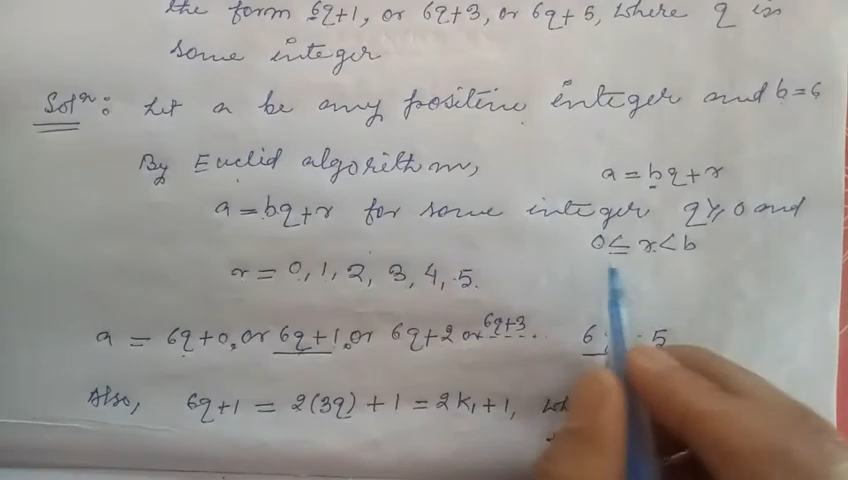 the form 6q+1, or 6q+3, or 6q+5, where q is
some integer
Solⁿ: Let a be any positive integer and b=6
By Euclid algorithm,
a=bq+r
a=bq+r for some integer q⩾0 and
0≤r<b
r=0,1,2,3,4,5.
6q+3
a = 6q+0, or 6q+1, or 6q+2 or ---. 6 5
Also, 6q+1 = 2(3q)+1 = 2k₁+1,